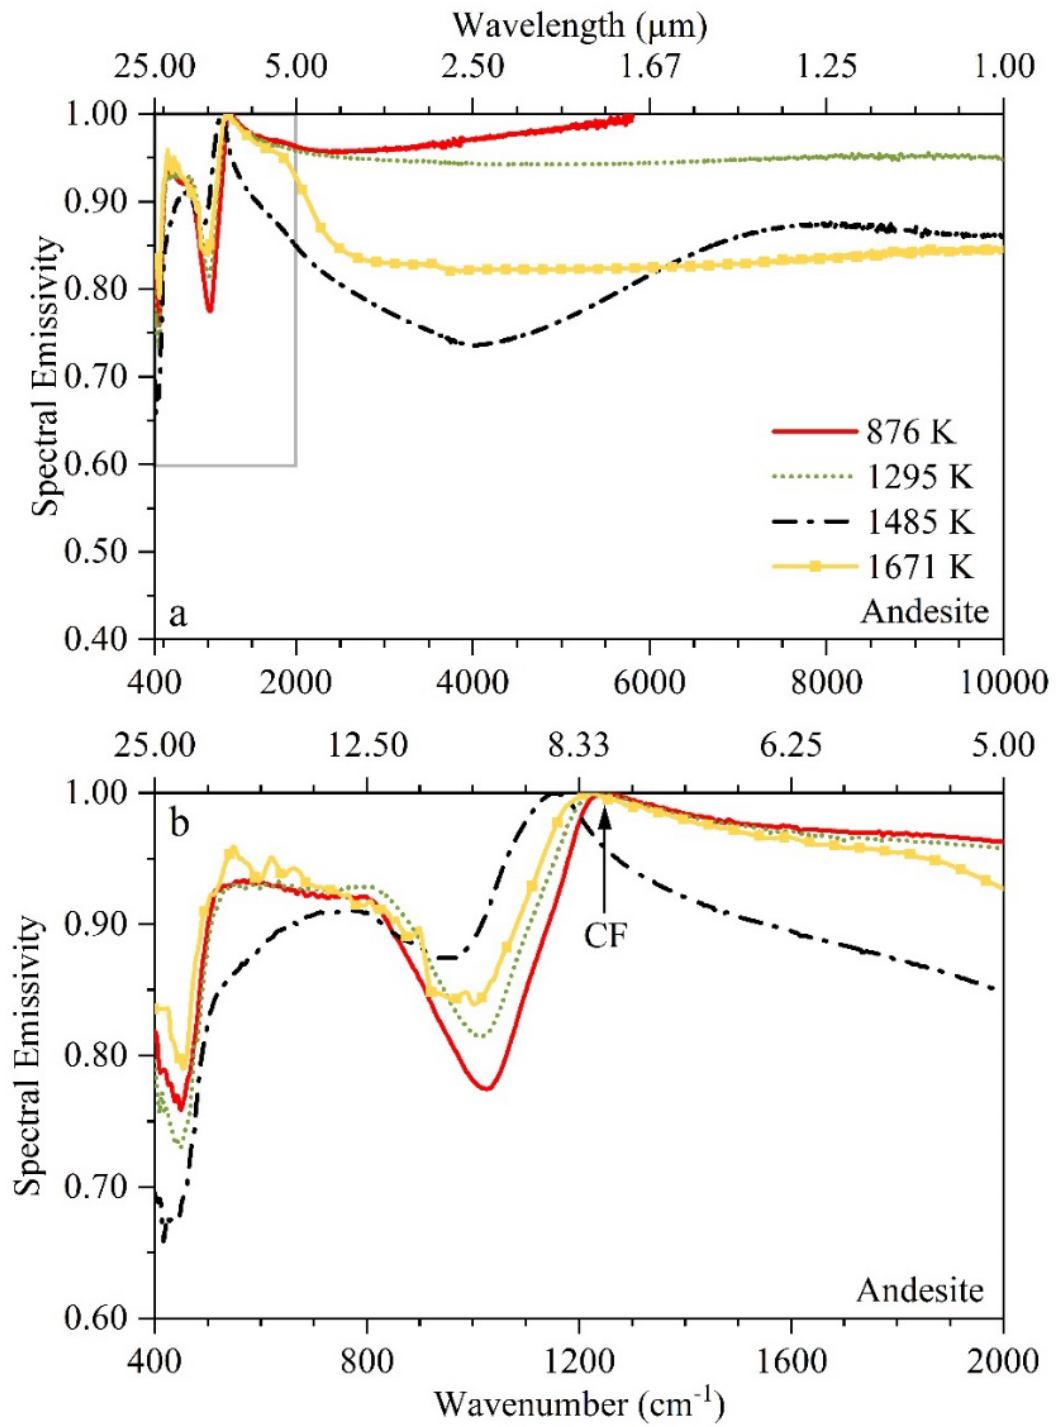 Wavelength (µm)
25.00 5.00 2.50 1.67 1.25 1.00
1.00
0.90
0.80
0.70
0.60
0.50
0.40
Spectral Emissivity
876 K
1295 K
1485 K
1671 K
a Andesite
400 2000 4000 6000 8000 10000
25.00 12.50 8.33 6.25 5.00
1.00
b
0.90
0.80
0.70
0.60
Spectral Emissivity
CF
Andesite
400 800 1200 1600 2000
Wavenumber (cm⁻¹)